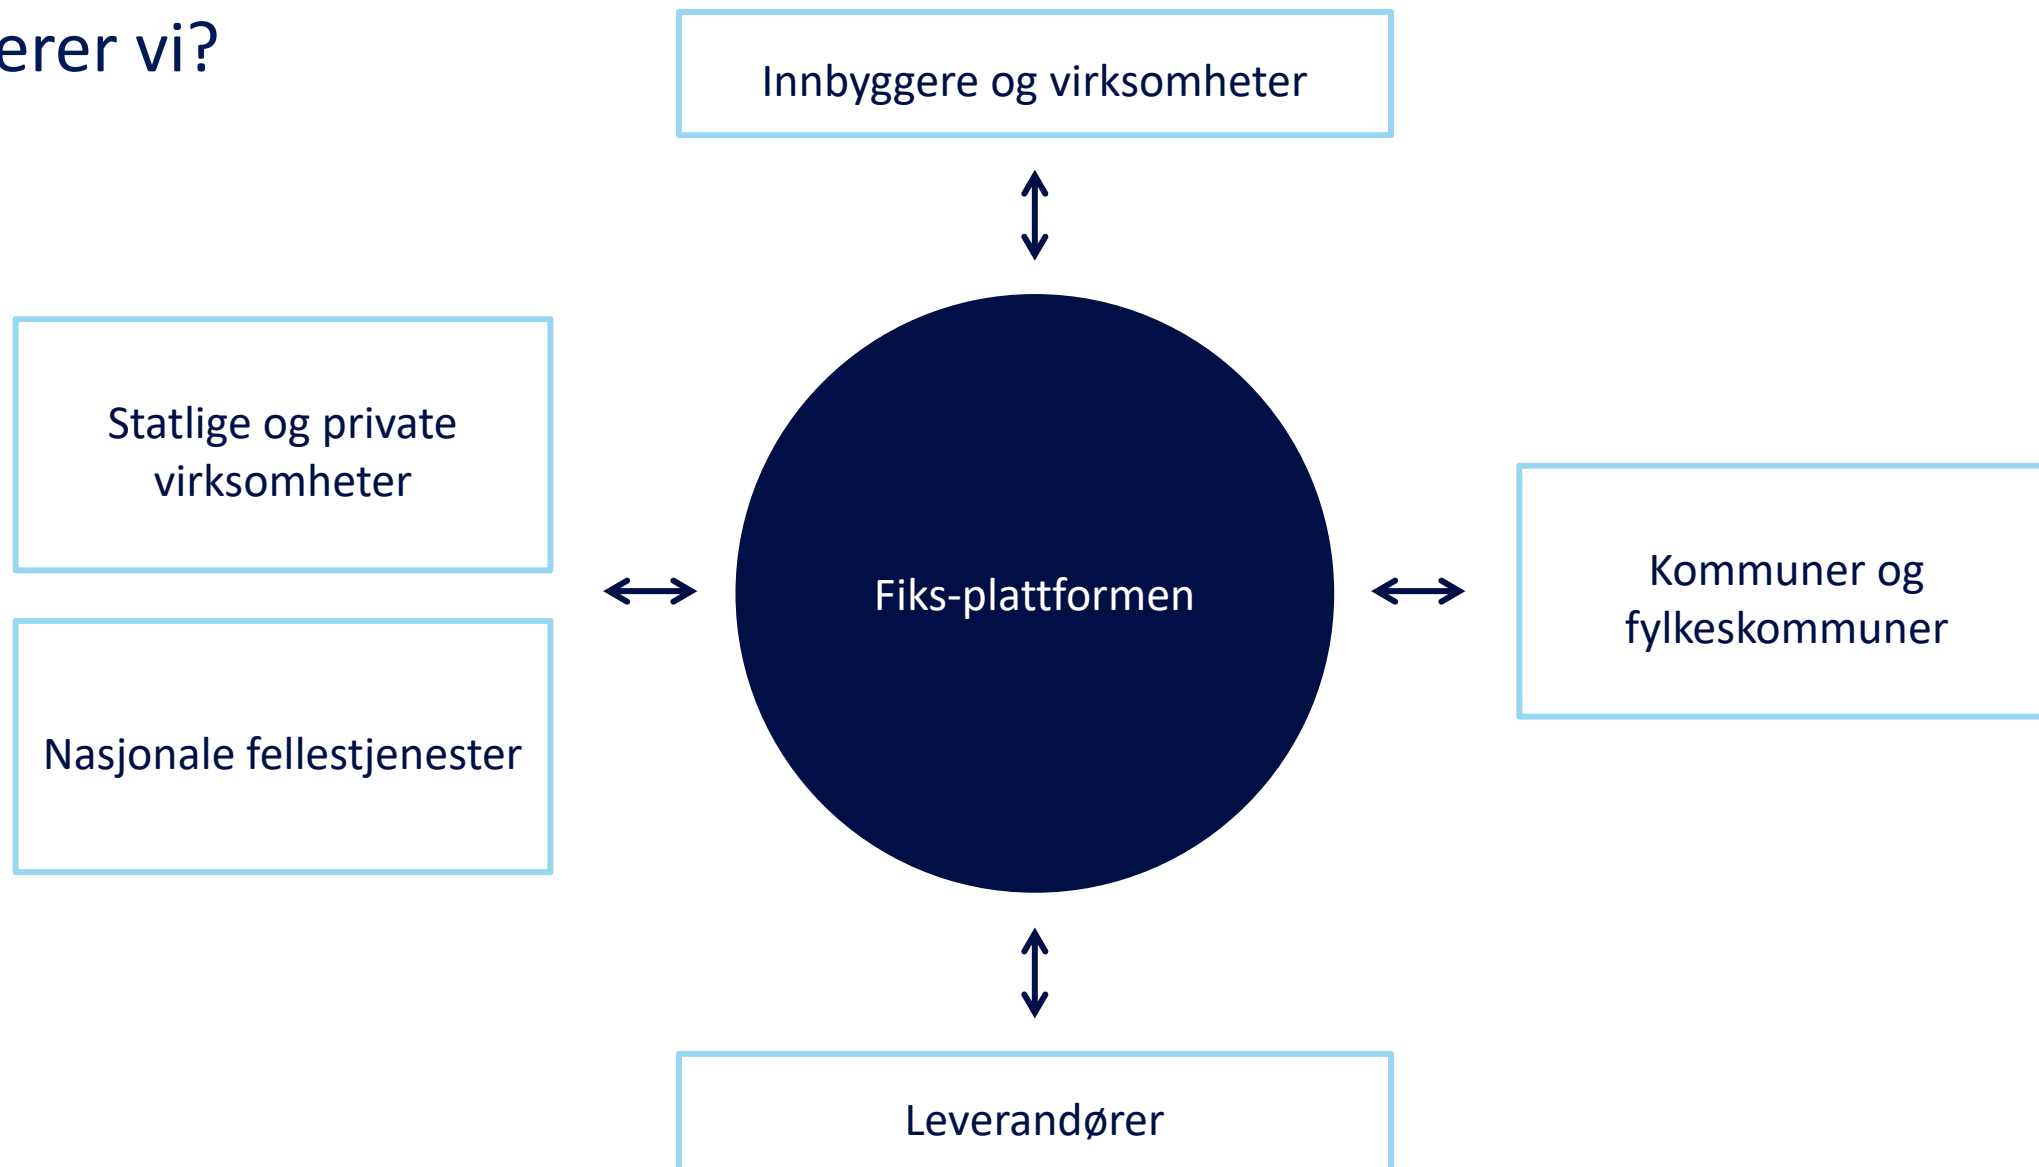 erer vi?
Innbyggere og virksomheter
Statlige og private
virksomheter
Nasjonale fellestjenester
Fiks-plattformen
Kommuner og
fylkeskommuner
Leverandører